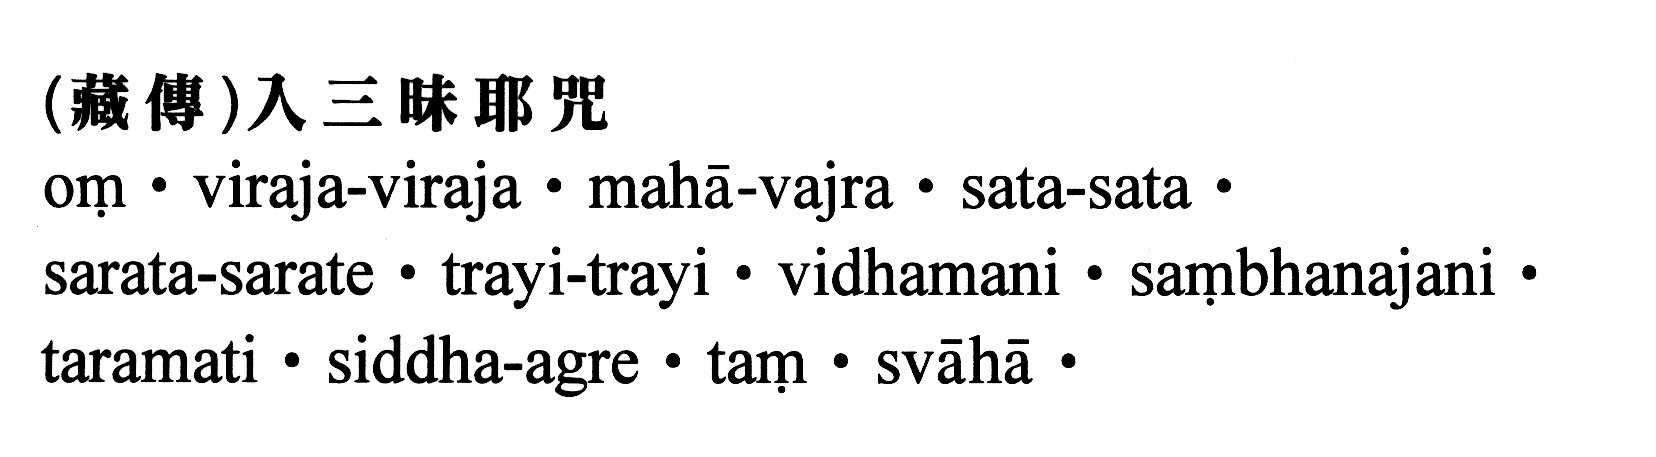 (藏傳)入三昧耶咒
oṃ • viraja-viraja • mahā-vajra • sata-sata •
sarata-sarate • trayi-trayi • vidhamani • saṃbhanajani •
taramati • siddha-agre • taṃ • svāhā •